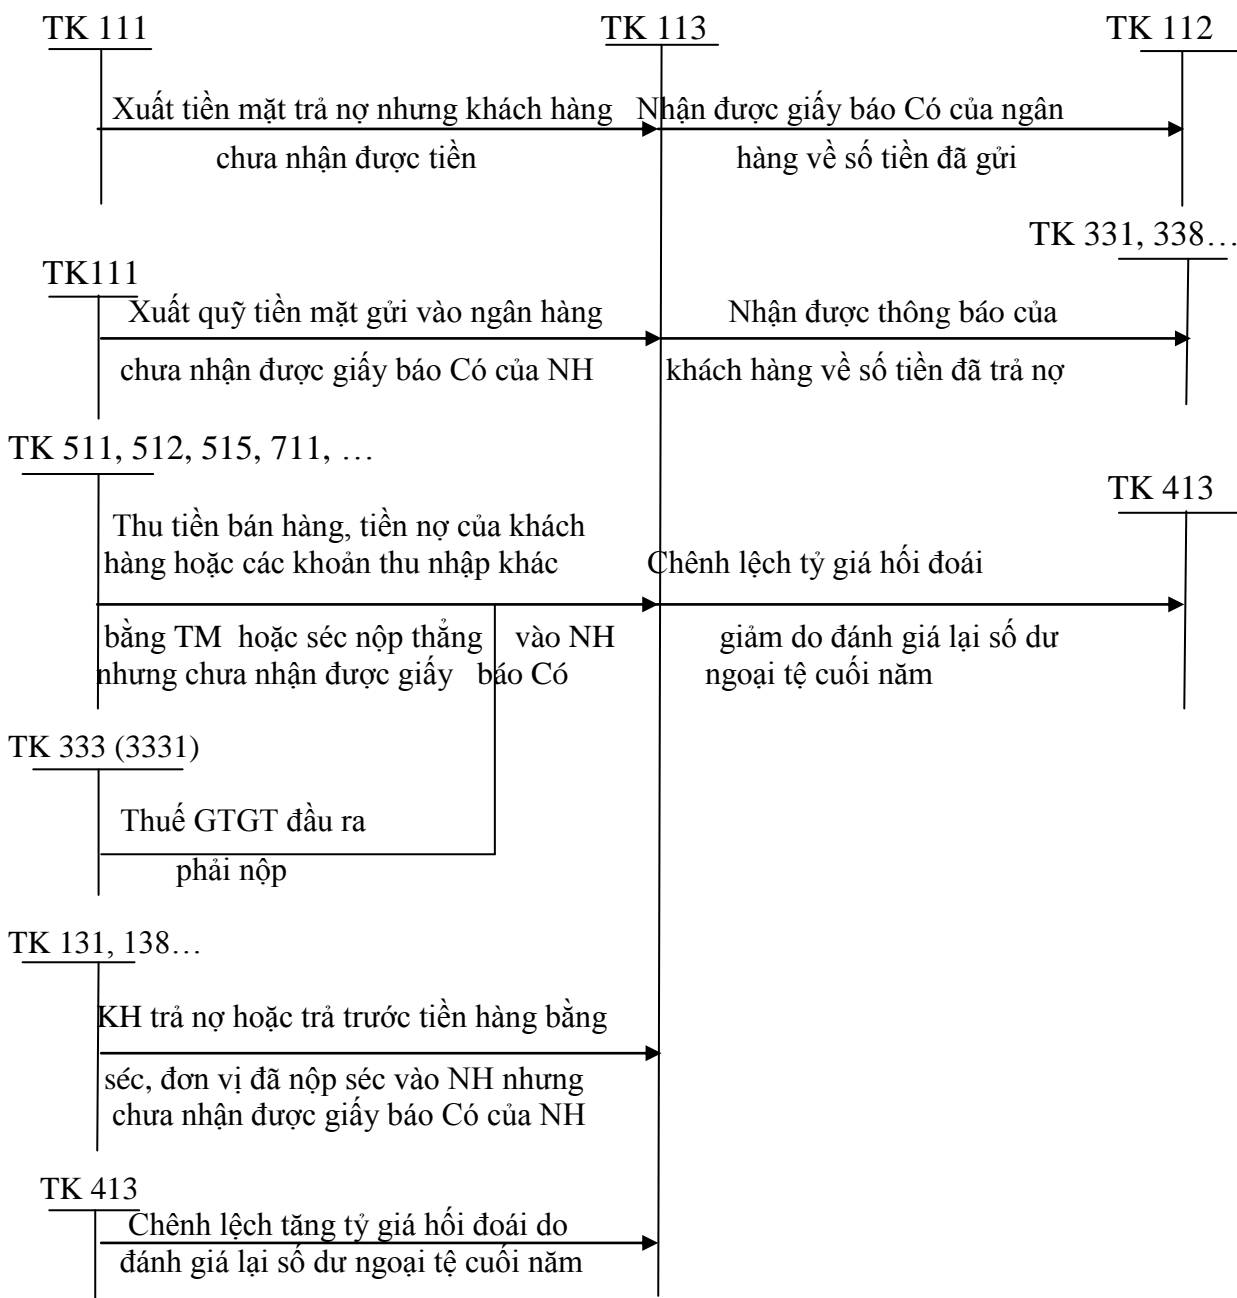 TK 111
TK 113
TK 112
Xuất tiền mặt trả nợ nhưng khách hàng
chưa nhận được tiền
Nhận được giấy báo Có của ngân
hàng về số tiền đã gửi
TK 331, 338…
TK111
Xuất quỹ tiền mặt gửi vào ngân hàng
chưa nhận được giấy báo Có của NH
Nhận được thông báo của
khách hàng về số tiền đã trả nợ
TK 511, 512, 515, 711, …
TK 413
Thu tiền bán hàng, tiền nợ của khách
hàng hoặc các khoản thu nhập khác
bằng TM hoặc séc nộp thẳng vào NH
nhưng chưa nhận được giấy báo Có
Chênh lệch tỷ giá hối đoái
giảm do đánh giá lại số dư
ngoại tệ cuối năm
TK 333 (3331)
Thuế GTGT đầu ra
phải nộp
TK 131, 138…
KH trả nợ hoặc trả trước tiền hàng bằng
séc, đơn vị đã nộp séc vào NH nhưng
chưa nhận được giấy báo Có của NH
TK 413
Chênh lệch tăng tỷ giá hối đoái do
đánh giá lại số dư ngoại tệ cuối năm